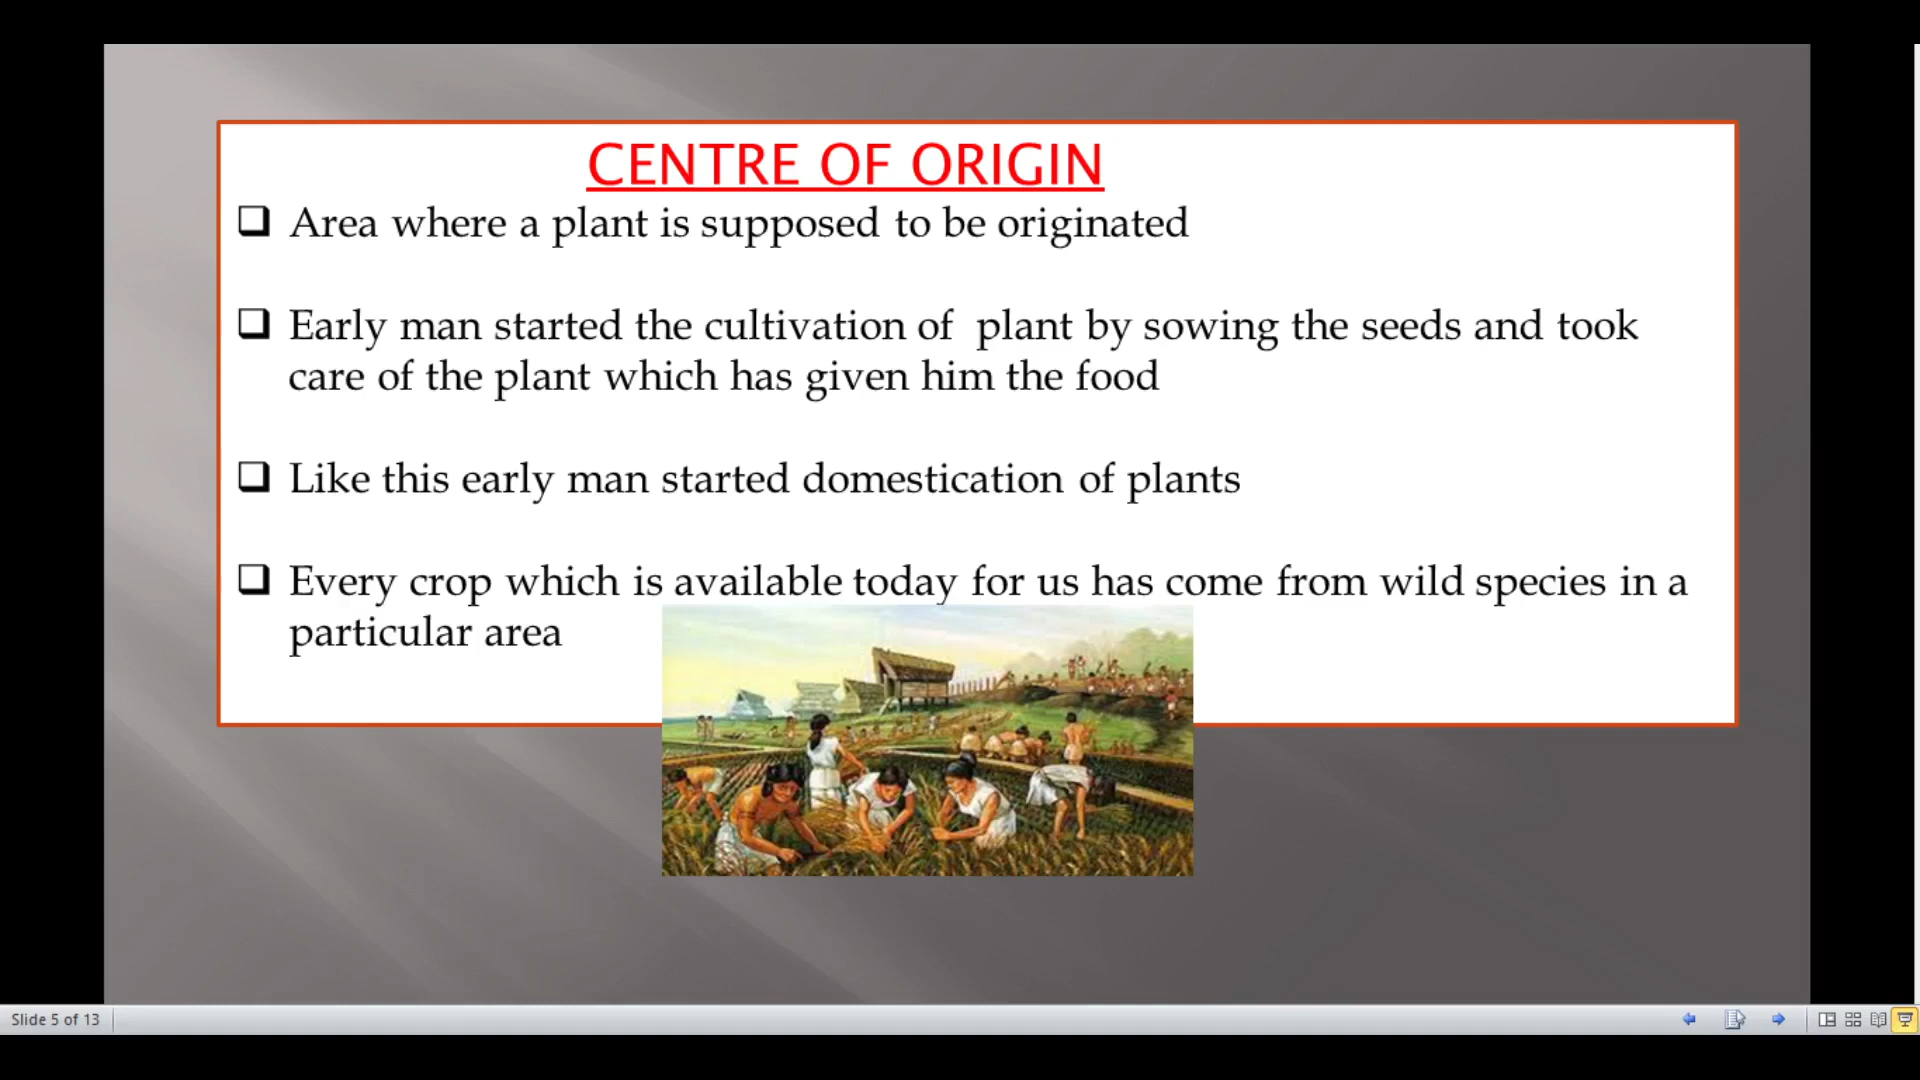 CENTRE OF ORIGIN
Area where a plant is supposed to be originated
Early man started the cultivation of plant by sowing the seeds and took
care of the plant which has given him the food
Like this early man started domestication of plants
Every crop which is available today for us has come from wild species in a
particular area
Slide 5 of 13